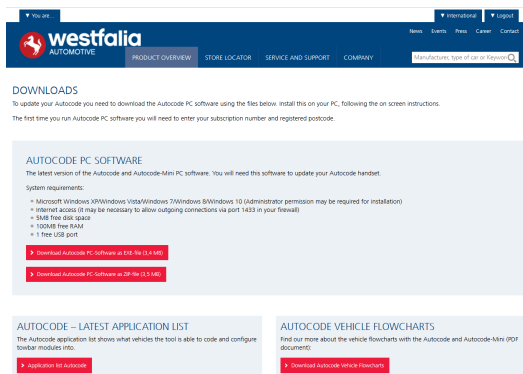 ▼ You are...
▼ International
▼ Logout
News Events Press Career Contact
westfalia
AUTOMOTIVE
PRODUCT OVERVIEW STORE LOCATOR SERVICE AND SUPPORT COMPANY
Manufacturer, type of car or Keyword
DOWNLOADS
To update your Autocode you need to download the Autocode PC software using the files below. Install this on your PC, following the on screen instructions.
The first time you run Autocode PC software you will need to enter your subscription number and registered postcode.
AUTOCODE PC SOFTWARE
The latest version of the Autocode and Autocode-Mini PC software. You will need this software to update your Autocode handset.
System requirements:
Microsoft Windows XP/Windows Vista/Windows 7/Windows 8/Windows 10 (Administrator permission may be required for installation)
Internet access (it may be necessary to allow outgoing connections via port 1433 in your firewall)
5MB free disk space
100MB free RAM
1 free USB port
> Download Autocode PC-Software as EXE-file (3,4 MB)
> Download Autocode PC-Software as ZIP-file (3,5 MB)
AUTOCODE – LATEST APPLICATION LIST
The Autocode application list shows what vehicles the tool is able to code and configure
towbar modules into.
> Application list Autocode
AUTOCODE VEHICLE FLOWCHARTS
Find our more about the vehicle flowcharts with the Autocode and Autocode-Mini (PDF
document):
> Download Autocode Vehicle Flowcharts